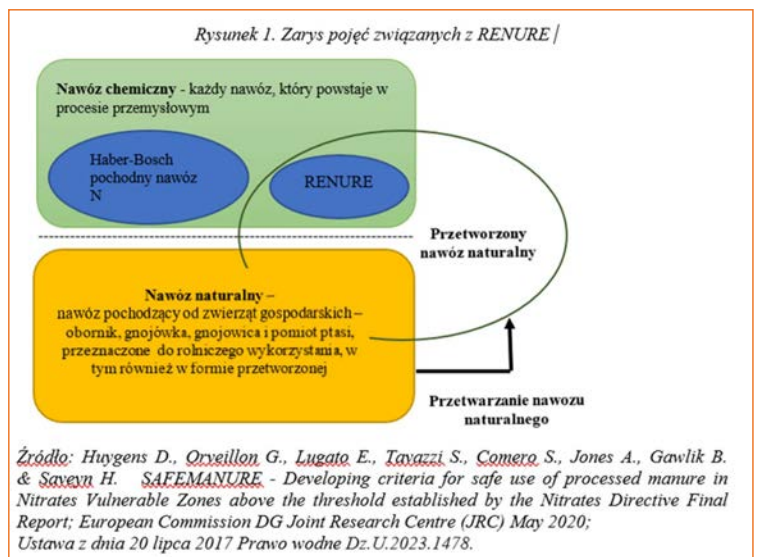 Rysunek 1. Zarys pojęć związanych z RENURE
Nawóz chemiczny - każdy nawóz, który powstaje w
procesie przemysłowym
Haber-Bosch
pochodny nawóz
N
RENURE
Przetworzony
nawóz naturalny
Nawóz naturalny –
nawóz pochodzący od zwierząt gospodarskich –
obornik, gnojówka, gnojowica i pomiot ptasi,
przeznaczone do rolniczego wykorzystania, w
tym również w formie przetworzonej
Przetwarzanie nawozu
naturalnego
Źródło: Huygens D., Orveillon G., Lugato E., Tavazzi S., Comero S., Jones A., Gawlik B.
& Saveyn H. SAFEMANURE - Developing criteria for safe use of processed manure in
Nitrates Vulnerable Zones above the threshold established by the Nitrates Directive Final
Report; European Commission DG Joint Research Centre (JRC) May 2020;
Ustawa z dnia 20 lipca 2017 Prawo wodne Dz.U.2023.1478.